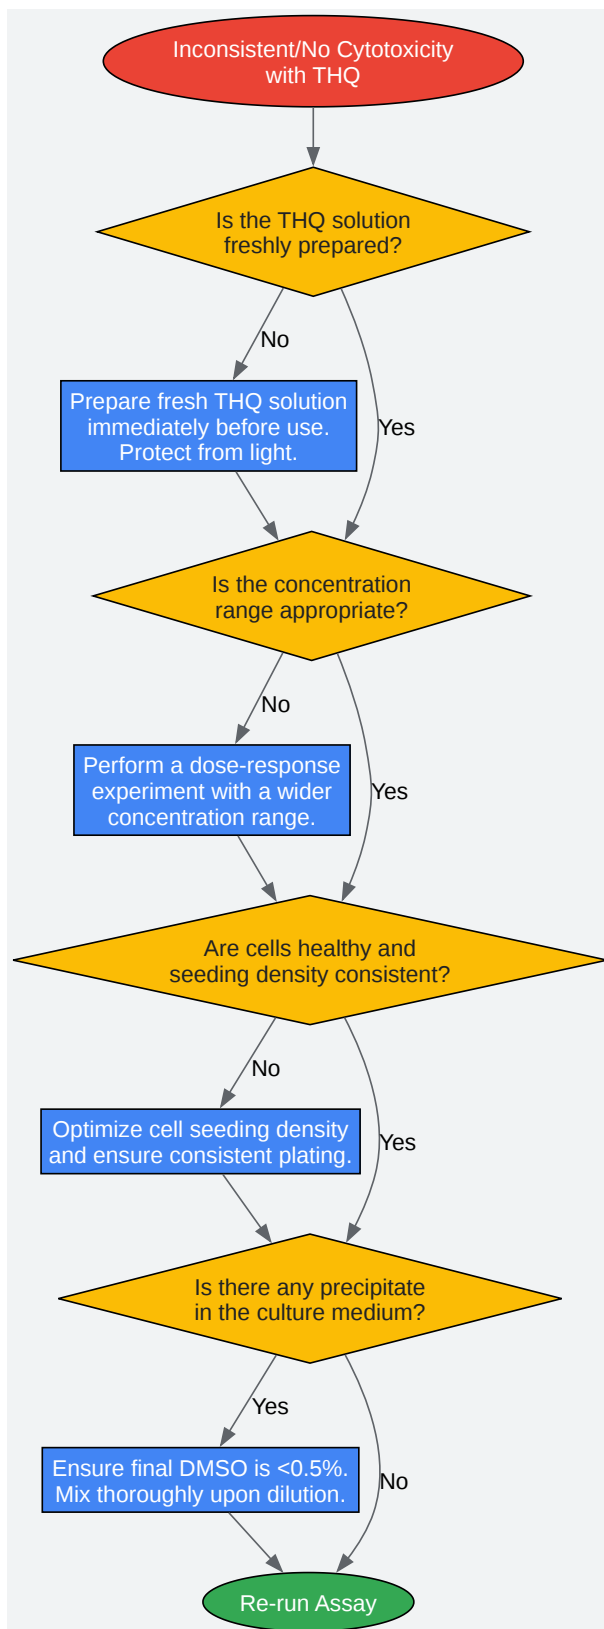 Inconsistent/No Cytotoxicity
with THQ
Is the THQ solution
freshly prepared?
No
Prepare fresh THQ solution
immediately before use.
Protect from light.
Yes
Is the concentration
range appropriate?
No
Perform a dose-response
experiment with a wider
concentration range.
Yes
Are cells healthy and
seeding density consistent?
No
Optimize cell seeding density
and ensure consistent plating.
Yes
Is there any precipitate
in the culture medium?
Yes
Ensure final DMSO is <0.5%.
Mix thoroughly upon dilution.
No
Re-run Assay